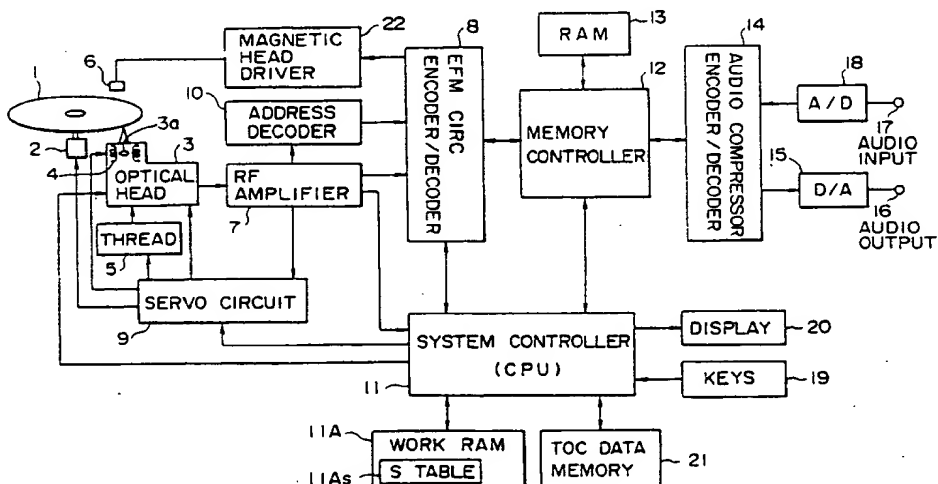 22
MAGNETIC
HEAD
DRIVER
8
EFM CIRC
ENCODER/DECODER
13
RAM
12
MEMORY
CONTROLLER
14
AUDIO COMPRESSOR
ENCODER/DECODER
18
A/D
17
AUDIO
INPUT
15
D/A
16
AUDIO
OUTPUT
6
1
10
ADDRESS
DECODER
2
3a
3
4
OPTICAL
HEAD
RF
AMPLIFIER
7
THREAD
5
SERVO CIRCUIT
9
SYSTEM CONTROLLER
(CPU)
11
DISPLAY
20
KEYS
19
11A
WORK RAM
11As
S TABLE
TOC DATA
MEMORY
21